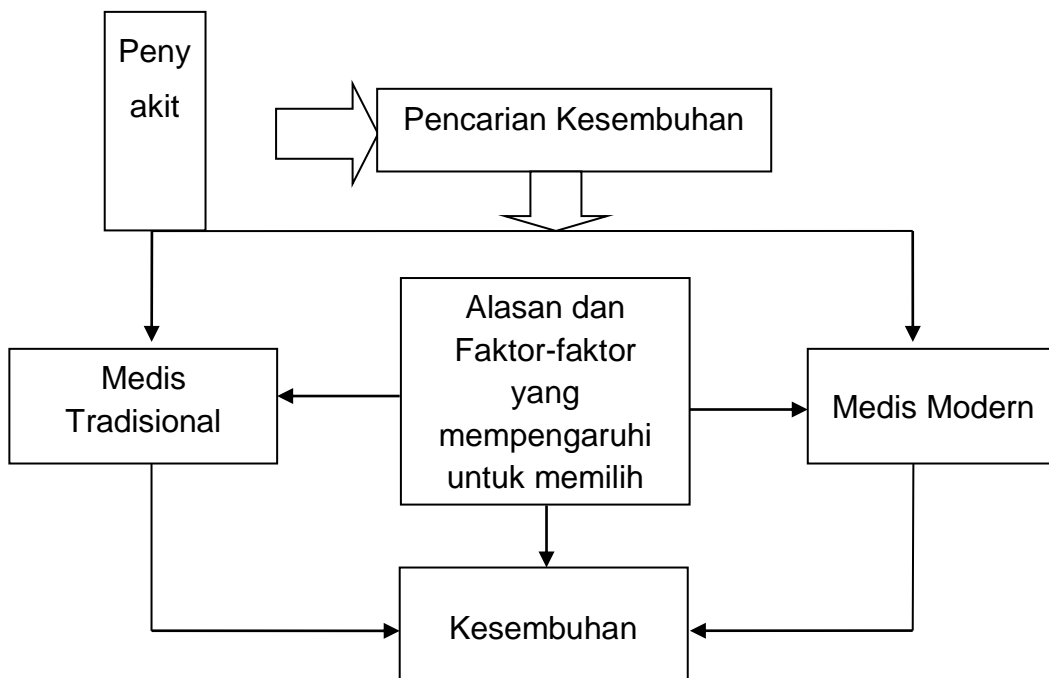 Peny
akit
Pencarian Kesembuhan
Alasan dan
Faktor-faktor
yang
mempengaruhi
untuk memilih
Medis
Tradisional
Medis Modern
Kesembuhan